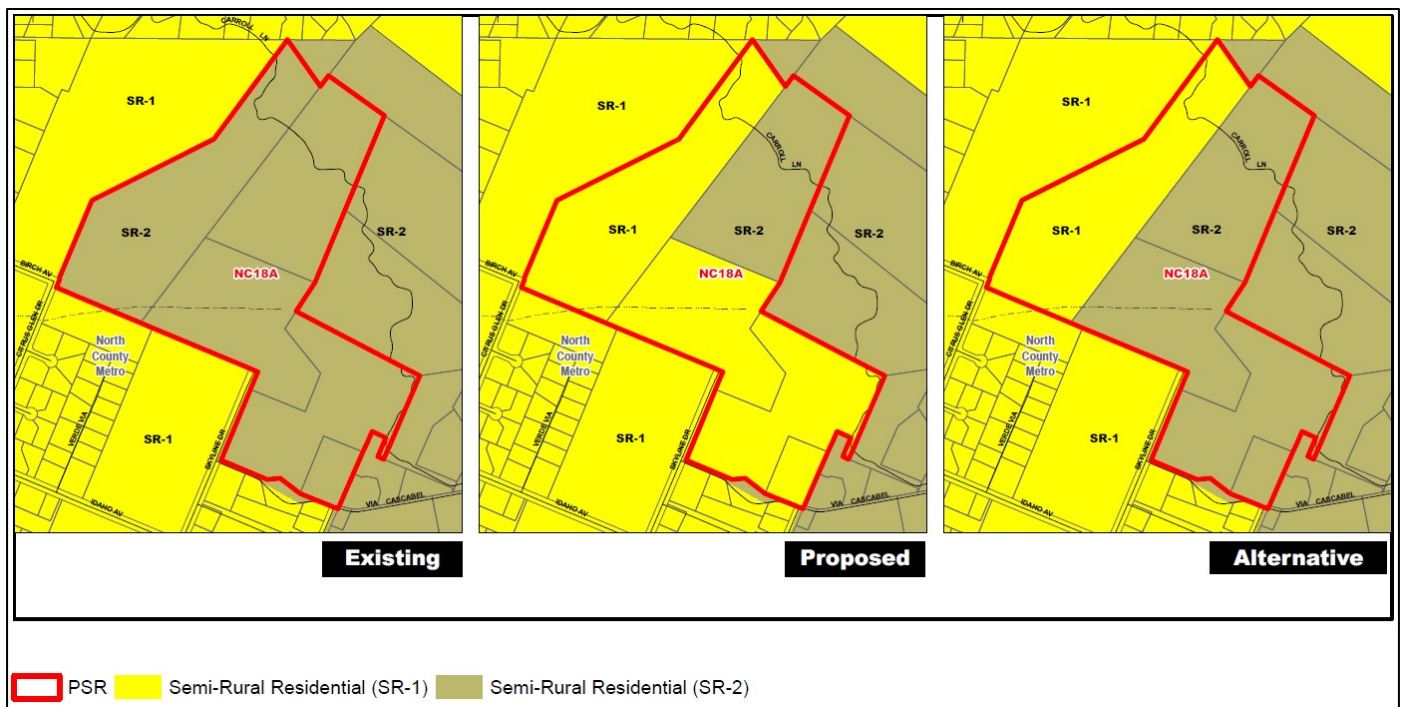 CARROLL
LN
SR-1
SR-2
SR-2
NC18A
BIRCH AV
CITRUS GLEN DR
North
County
Metro
VERDE VIA
SR-1
SKYLINE DR
IDAHO AV
VIA CASCABEL
Existing
SR-1
CARROLL
LN
SR-1
SR-2
SR-2
NC18A
BIRCH AV
CITRUS GLEN DR
North
County
Metro
VERDE VIA
SR-1
SKYLINE DR
IDAHO AV
VIA CASCABEL
Proposed
SR-1
CARROLL
LN
SR-1
SR-2
SR-2
NC18A
BIRCH AV
CITRUS GLEN DR
North
County
Metro
VERDE VIA
SR-1
SKYLINE DR
IDAHO AV
VIA CASCABEL
Alternative
PSR Semi-Rural Residential (SR-1) Semi-Rural Residential (SR-2)